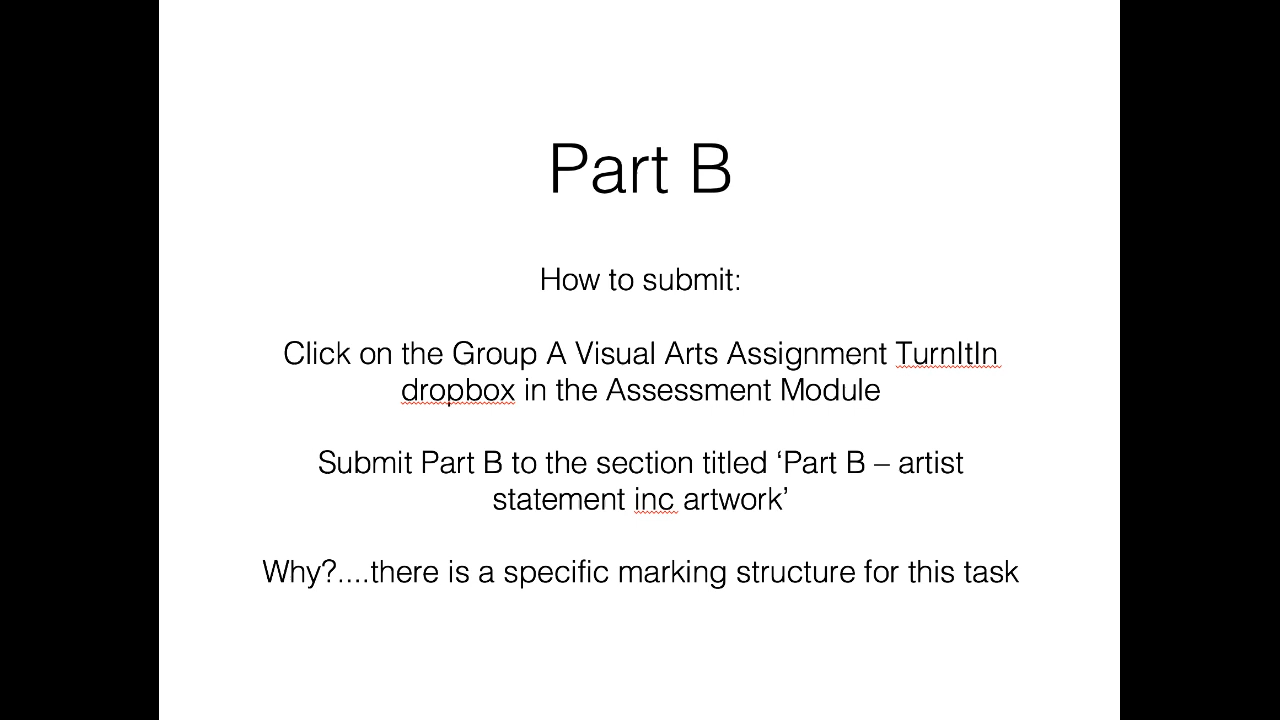 Part B
How to submit:
Click on the Group A Visual Arts Assignment TurnItIn
dropbox in the Assessment Module
Submit Part B to the section titled ‘Part B – artist
statement inc artwork’
Why?....there is a specific marking structure for this task